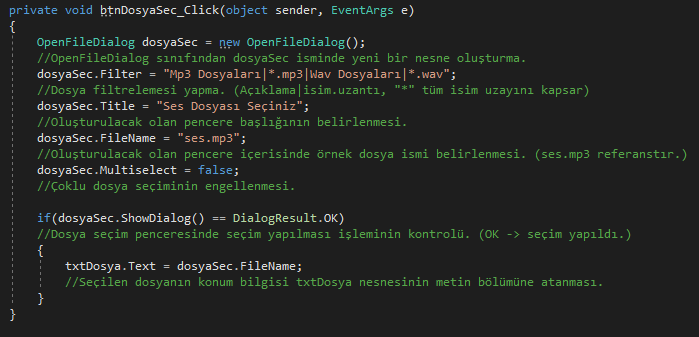 private void btnDosyaSec_Click(object sender, EventArgs e)
{
OpenFileDialog dosyaSec = new OpenFileDialog();
//OpenFileDialog sınıfından dosyaSec isminde yeni bir nesne oluşturma.
dosyaSec.Filter = "Mp3 Dosyaları|*.mp3|Wav Dosyaları|*.wav";
//Dosya filtrelemesi yapma. (Açıklama|isim.uzantı, "*" tüm isim uzayını kapsar)
dosyaSec.Title = "Ses Dosyası Seçiniz";
//Oluşturulacak olan pencere başlığının belirlenmesi.
dosyaSec.FileName = "ses.mp3";
//Oluşturulacak olan pencere içerisinde örnek dosya ismi belirlenmesi. (ses.mp3 referanstır.)
dosyaSec.Multiselect = false;
//Çoklu dosya seçiminin engellenmesi.
if(dosyaSec.ShowDialog() == DialogResult.OK)
//Dosya seçim penceresinde seçim yapılması işleminin kontrolü. (OK -> seçim yapıldı.)
{
txtDosya.Text = dosyaSec.FileName;
//Seçilen dosyanın konum bilgisi txtDosya nesnesinin metin bölümüne atanması.
}
}